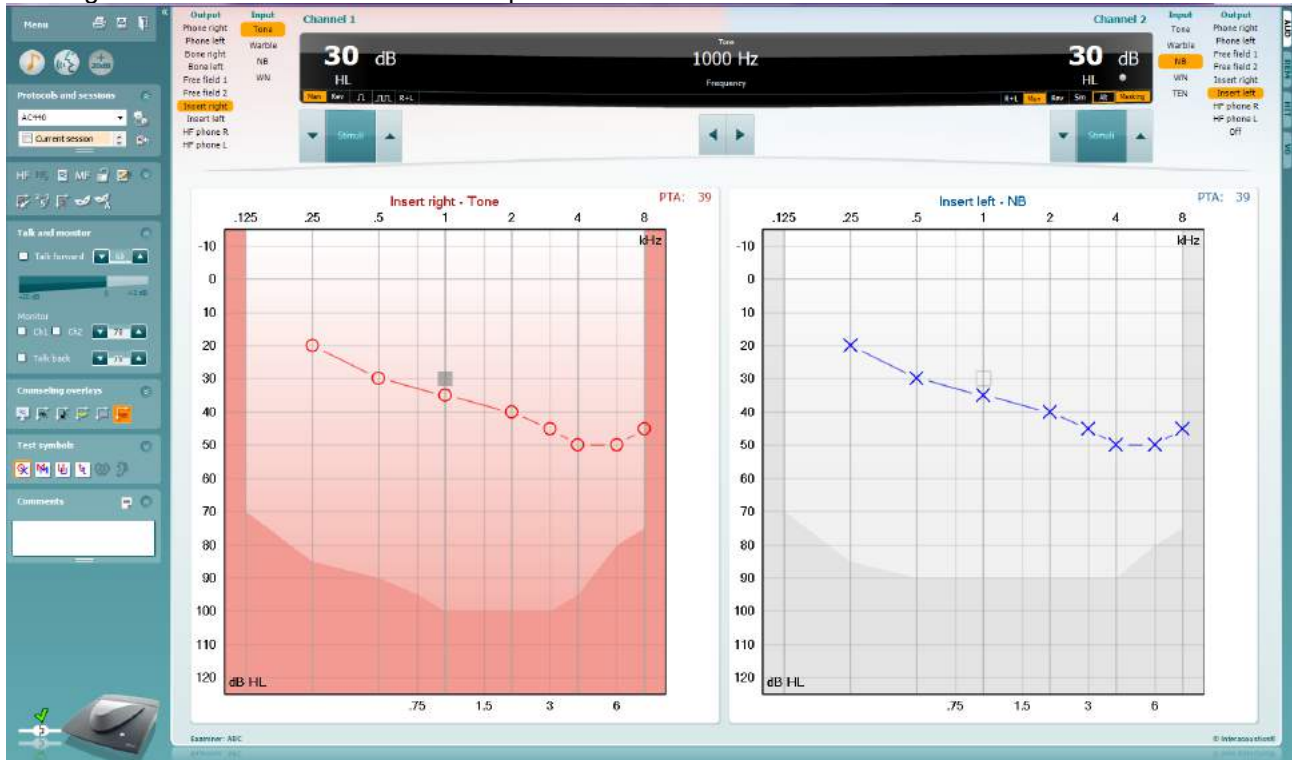 Menu
Protocols and sessions
AC440
Current session
HF
MF
Talk and monitor
Talk forward
Monitor
Ch1 Ch2
Talk back
Counseling overlays
Test symbols
Comments
Output
Phone right
Phone left
Bone right
Bone left
Free field 1
Free field 2
Insert right
Insert left
HF phone R
HF phone L
Input
Tone
Warble
NB
WN
Channel 1
30 dB
HL
Man Rev R+L
Stimuli
Tone
1000 Hz
Frequency
Channel 2
30 dB
HL
R+L Man Rev Sim Alt Masking
Stimuli
Input
Tone
Warble
NB
WN
TEN
Output
Phone right
Phone left
Free field 1
Free field 2
Insert right
Insert left
HF phone R
HF phone L
Off
AUD
REM
Insert right - Tone
PTA: 39
.125 .25 .5 1 2 4 8
kHz
-10
0
10
20
30
40
50
60
70
80
90
100
110
120
dB HL
.75 1.5 3 6
Insert left - NB
PTA: 39
.125 .25 .5 1 2 4 8
kHz
-10
0
10
20
30
40
50
60
70
80
90
100
110
120
dB HL
.75 1.5 3 6
Examiner: ABC